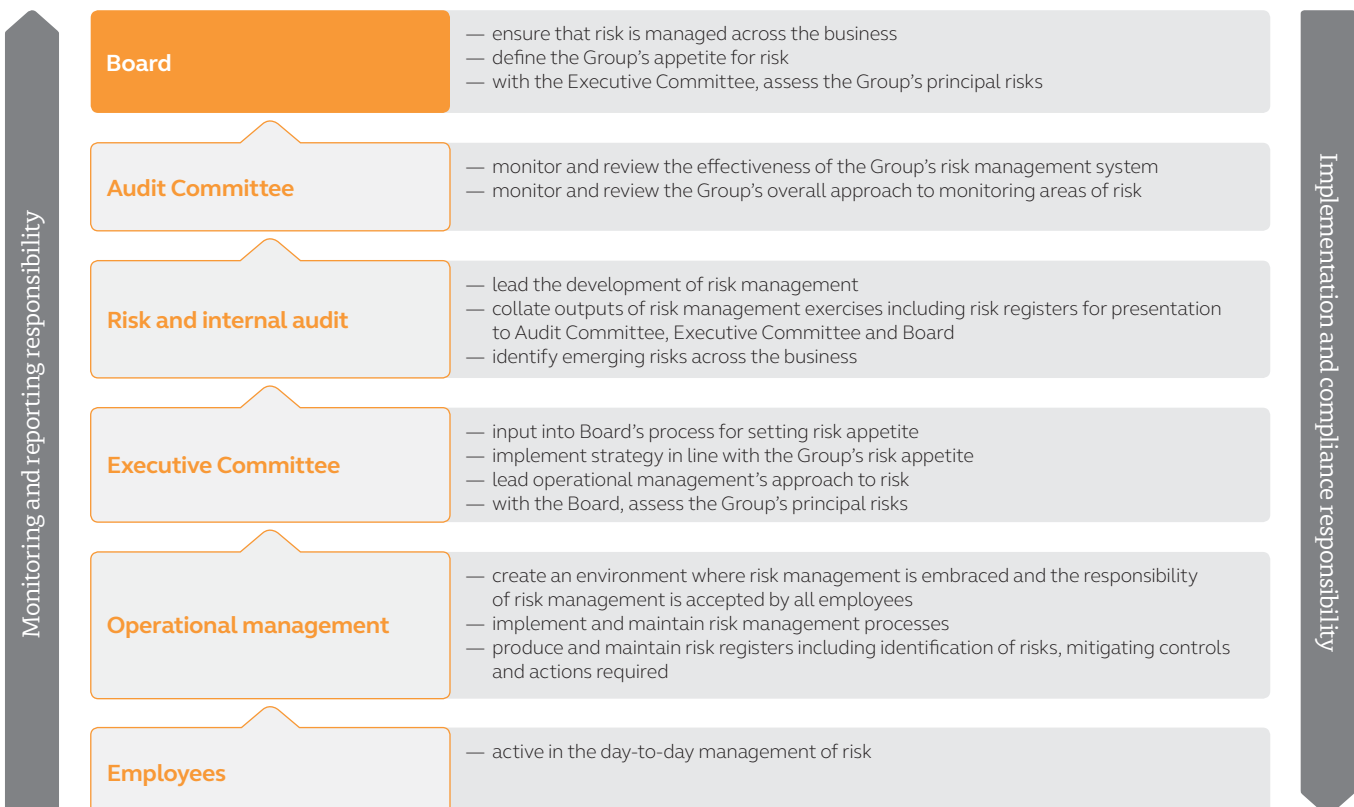 Monitoring and reporting responsibility
Board
— ensure that risk is managed across the business
— define the Group’s appetite for risk
— with the Executive Committee, assess the Group’s principal risks
Audit Committee
— monitor and review the effectiveness of the Group’s risk management system
— monitor and review the Group’s overall approach to monitoring areas of risk
Risk and internal audit
— lead the development of risk management
— collate outputs of risk management exercises including risk registers for presentation
to Audit Committee, Executive Committee and Board
— identify emerging risks across the business
Executive Committee
— input into Board’s process for setting risk appetite
— implement strategy in line with the Group’s risk appetite
— lead operational management’s approach to risk
— with the Board, assess the Group’s principal risks
Operational management
— create an environment where risk management is embraced and the responsibility
of risk management is accepted by all employees
— implement and maintain risk management processes
— produce and maintain risk registers including identification of risks, mitigating controls
and actions required
Employees
— active in the day-to-day management of risk
Implementation and compliance responsibility